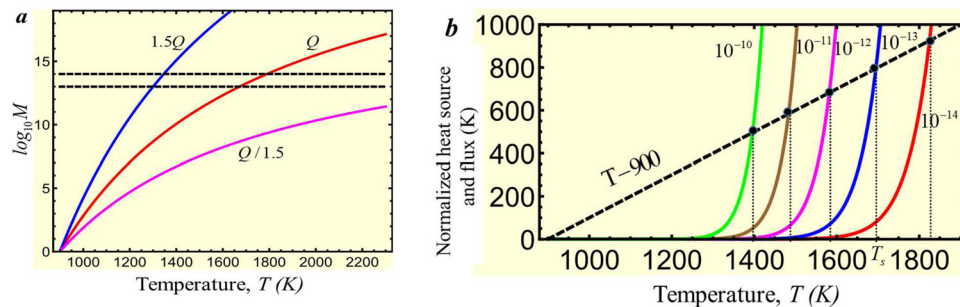 a
log₁₀M
15
10
5
0
1.5Q
Q
Q/1.5
1000 1200 1400 1600 1800 2000 2200
Temperature, T (K)
b
Normalized heat source
and flux (K)
1000
800
600
400
200
0
10⁻¹⁰
10⁻¹¹
10⁻¹²
10⁻¹³
10⁻¹⁴
T−900
1000 1200 1400 1600 1800
Tₛ
Temperature, T (K)